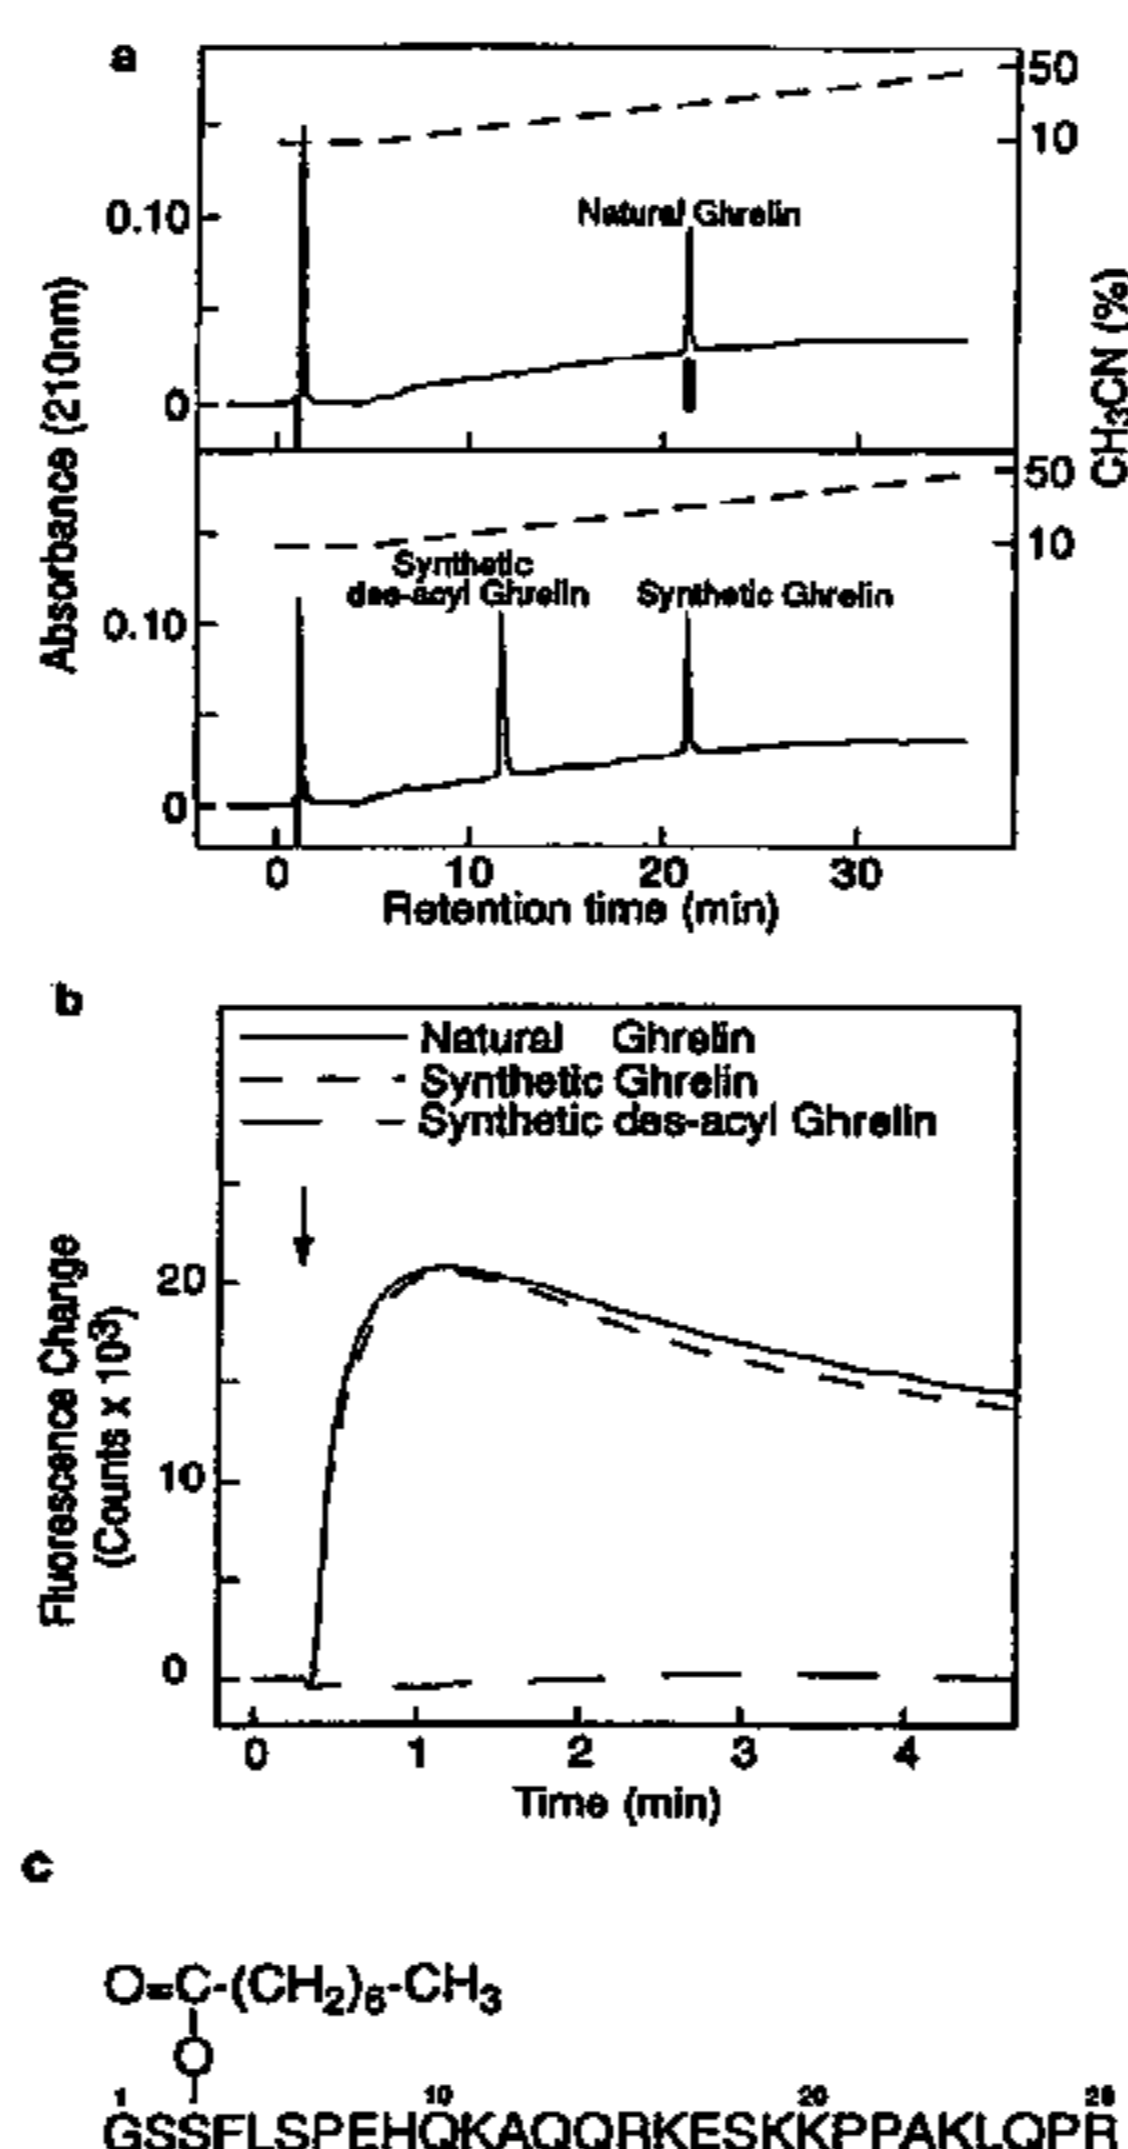 a
50
10
Natural Ghrelin
0.10
0
Absorbance (210nm)
CH3CN (%)
50
10
Synthetic
des-acyl Ghrelin
Synthetic Ghrelin
0.10
0
0 10 20 30
Retention time (min)
b
Natural Ghrelin
Synthetic Ghrelin
Synthetic des-acyl Ghrelin
20
10
0
Fluorescence Change
(Counts x 10³)
0 1 2 3 4
Time (min)
c
O=C-(CH2)6-CH3
O
1 10 20 28
GSSFLSPEHQKAQQRKESKKPPAKLQPR